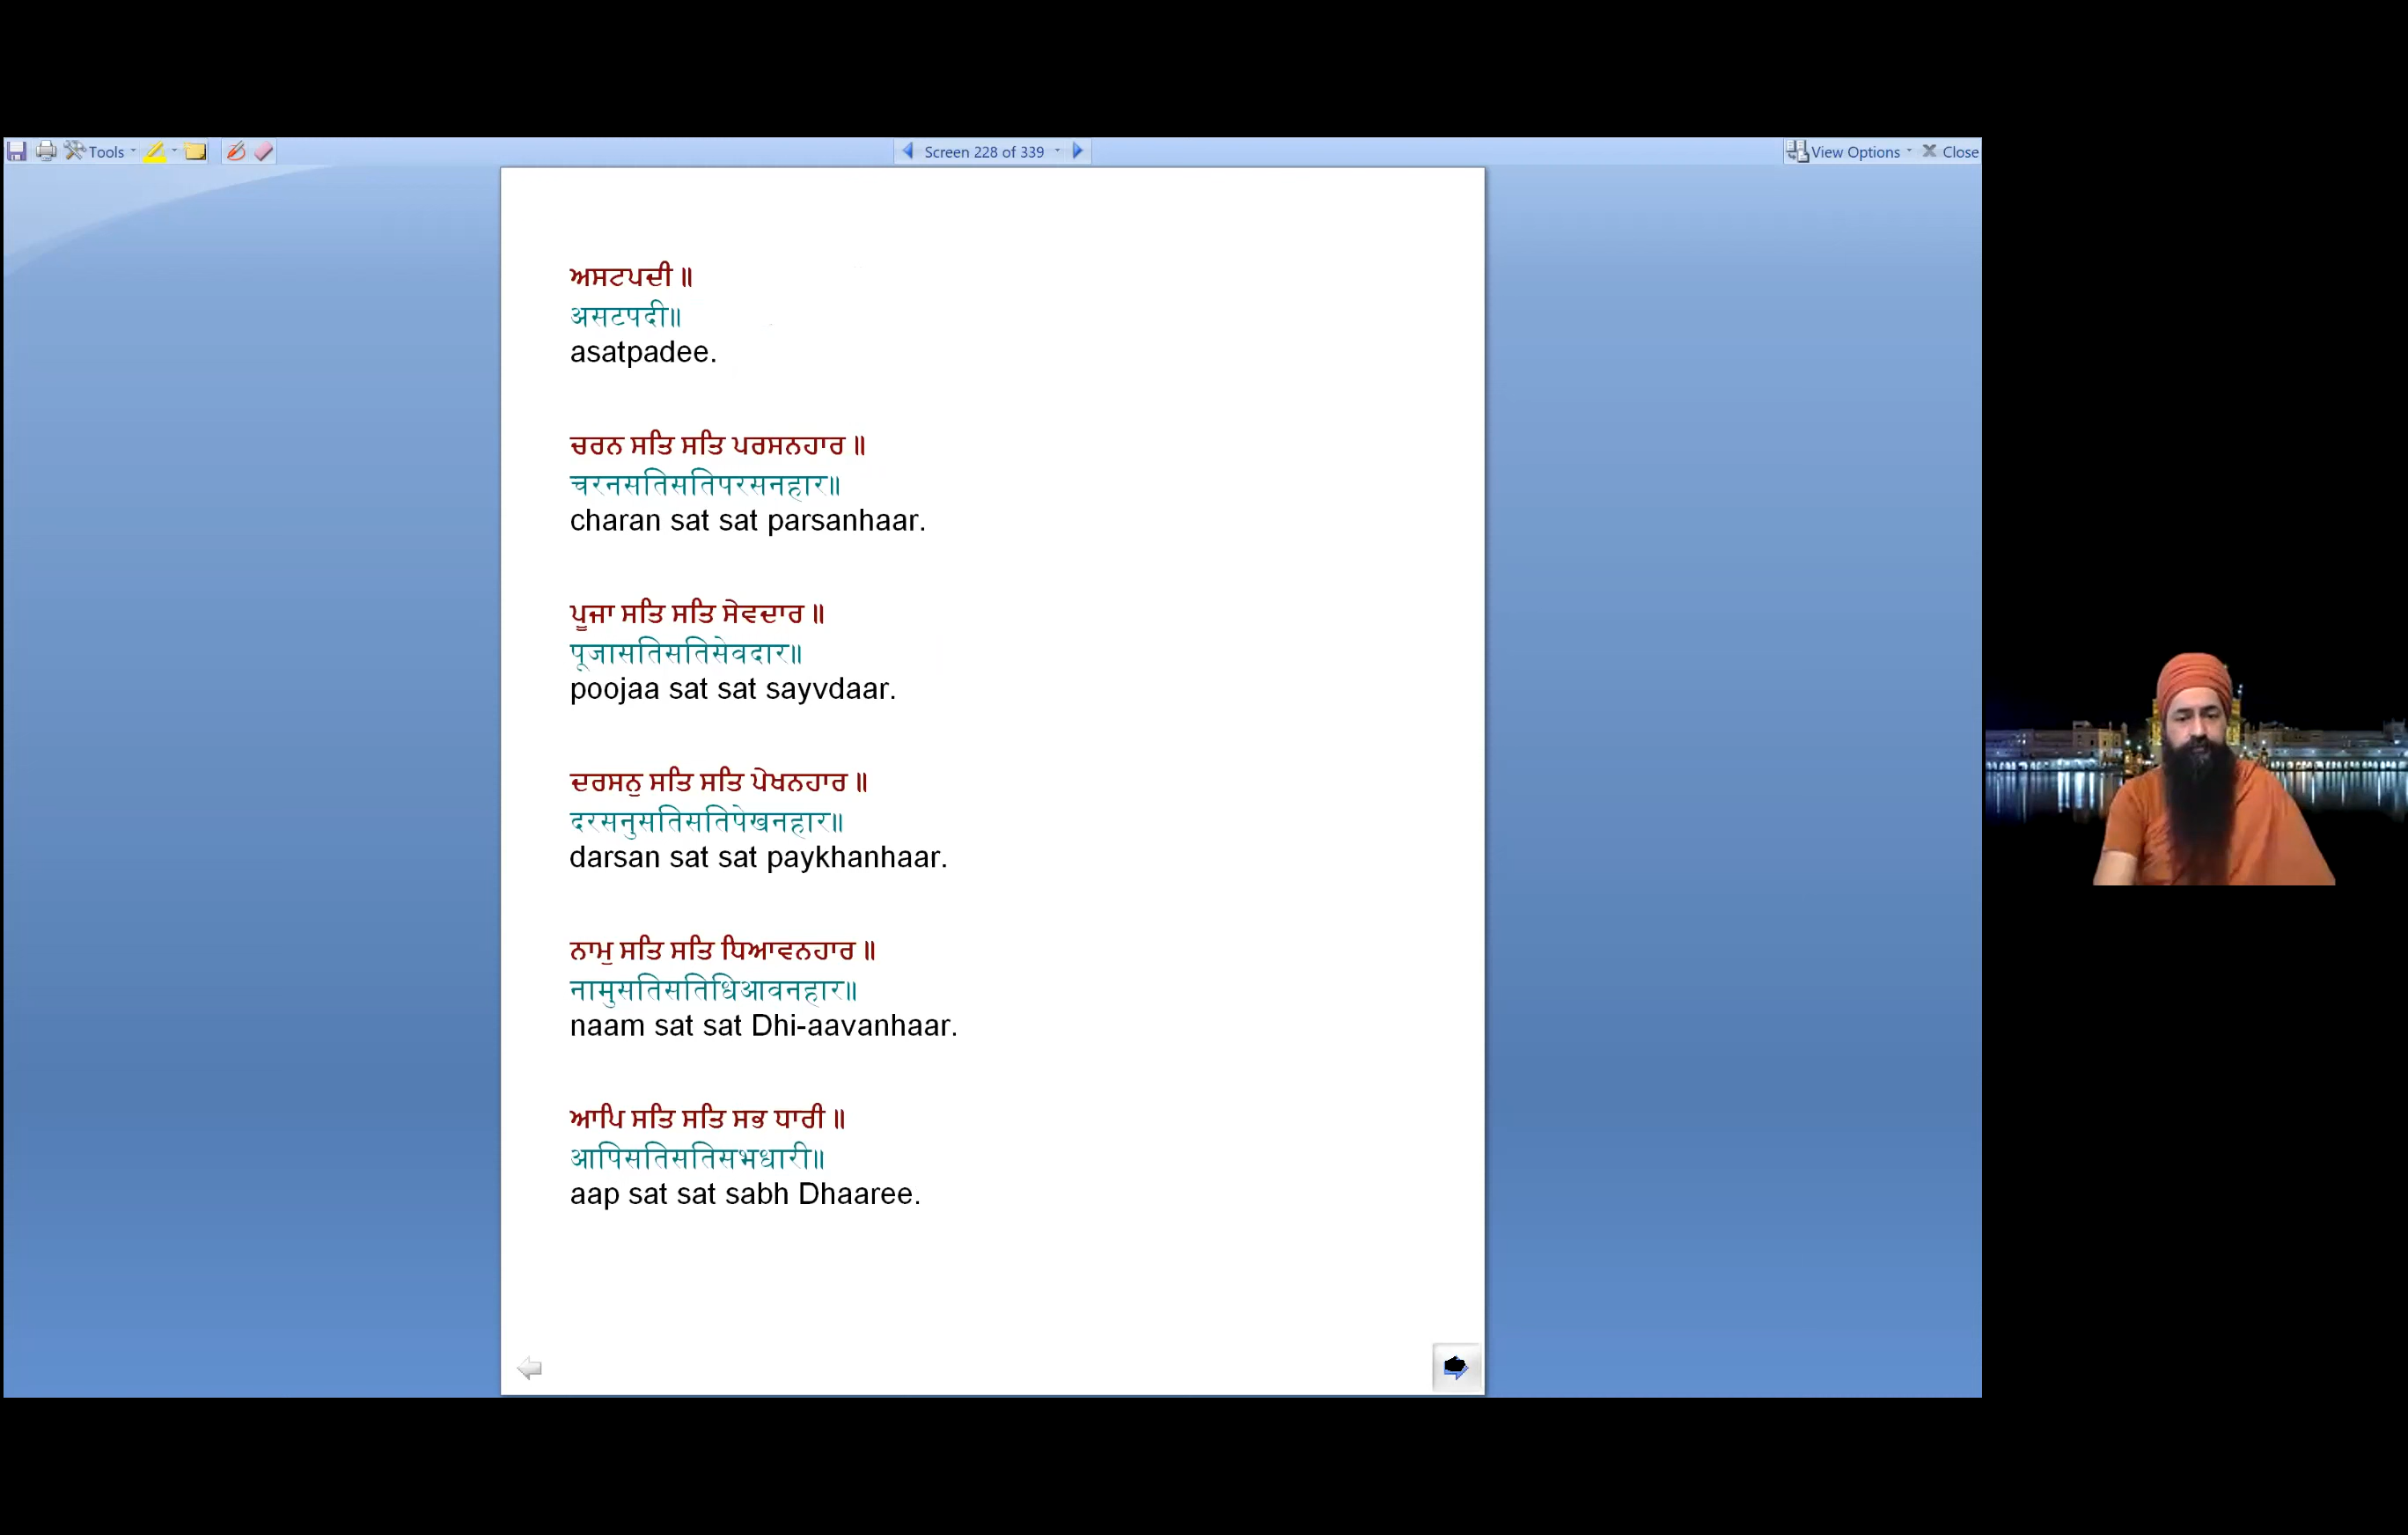 Tools
Screen 228 of 339
View Options
Close
ਅਸਟਪਦੀ ॥
असटपदी॥
asatpadee.
ਚਰਨ ਸਤਿ ਸਤਿ ਪਰਸਨਹਾਰ ॥
चरनसतिसतिपरसनहार॥
charan sat sat parsanhaar.
ਪੂਜਾ ਸਤਿ ਸਤਿ ਸੇਵਦਾਰ ॥
पूजासतिसतिसेवदार॥
poojaa sat sat sayvdaar.
ਦਰਸਨੁ ਸਤਿ ਸਤਿ ਪੇਖਨਹਾਰ ॥
दरसनुसतिसतिपेखनहार॥
darsan sat sat paykhanhaar.
ਨਾਮੁ ਸਤਿ ਸਤਿ ਧਿਆਵਨਹਾਰ ॥
नामुसतिसतिधिआवनहार॥
naam sat sat Dhi-aavanhaar.
ਆਪਿ ਸਤਿ ਸਤਿ ਸਭ ਧਾਰੀ ॥
आपिसतिसतिसभधारी॥
aap sat sat sabh Dhaaree.